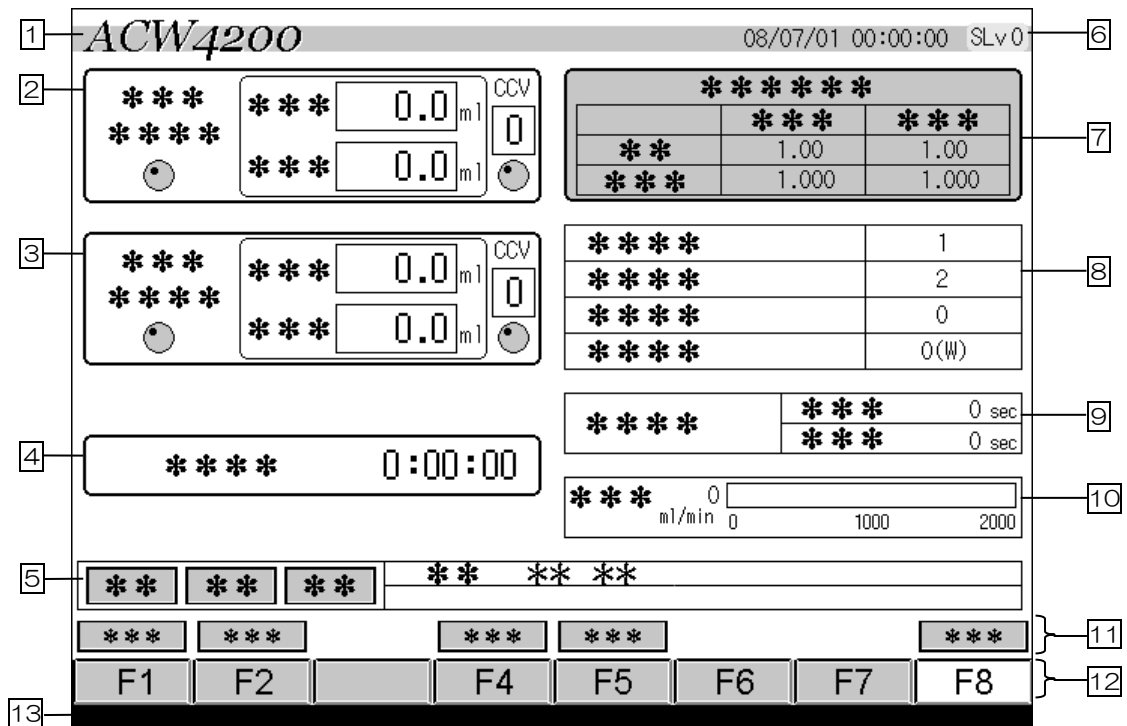 1 ACW4200 08/07/01 00:00:00 SLv0 6
2 *** **** *** 0.0 ml *** 0.0 ml CCV 0
****** *** *** ** 1.00 1.00 *** 1.000 1.000 7
3 *** **** *** 0.0 ml *** 0.0 ml CCV 0
**** 1
**** 2
**** 0
**** 0(W)
8
4 **** 0:00:00
**** *** 0 sec
*** 0 sec
9
*** 0 ml/min 0 1000 2000 10
5 ** ** ** ** ** **
*** *** *** *** *** 11
F1 F2 F4 F5 F6 F7 F8 12
13